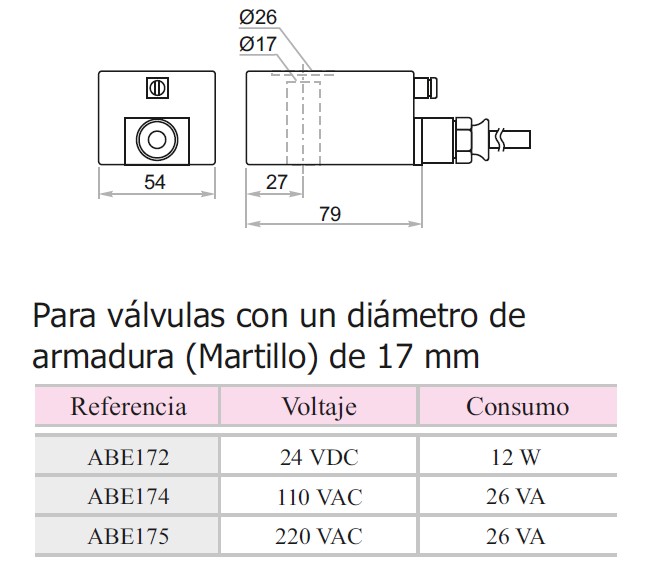 Ø26
Ø17
54
27
79
Para válvulas con un diámetro de
armadura (Martillo) de 17 mm
Referencia Voltaje Consumo
ABE172 24 VDC 12 W
ABE174 110 VAC 26 VA
ABE175 220 VAC 26 VA